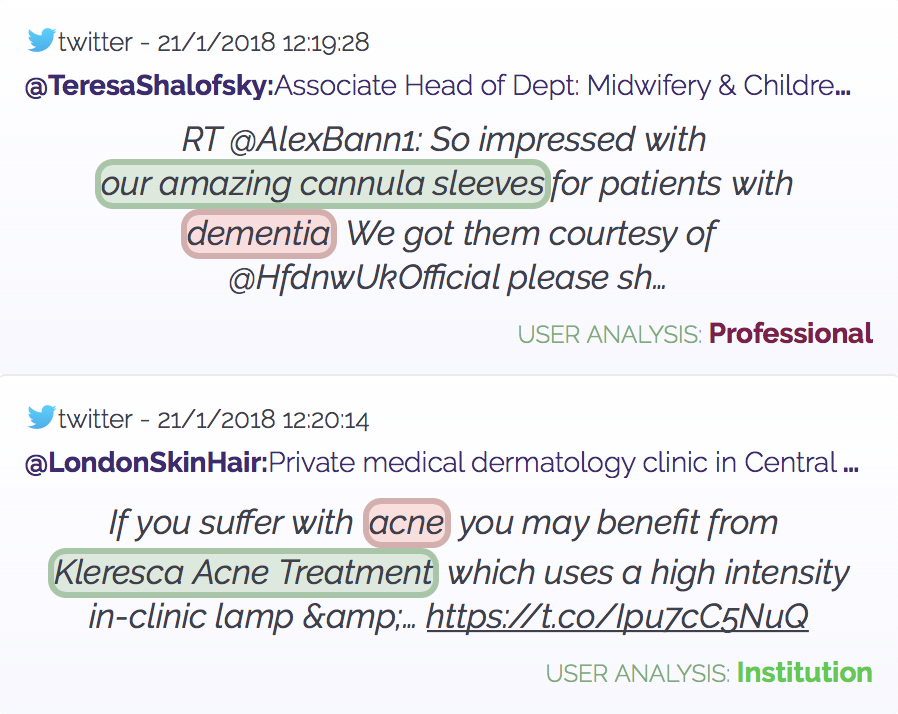 twitter - 21/1/2018 12:19:28
@TeresaShalofsky:Associate Head of Dept: Midwifery & Childre...
RT @AlexBann1: So impressed with
our amazing cannula sleeves for patients with
dementia We got them courtesy of
@HfdnwUkOfficial please sh...
USER ANALYSIS: Professional
twitter - 21/1/2018 12:20:14
@LondonSkinHair:Private medical dermatology clinic in Central ...
If you suffer with acne you may benefit from
Kleresca Acne Treatment which uses a high intensity
in-clinic lamp &amp;... https://t.co/Ipu7cC5NuQ
USER ANALYSIS: Institution